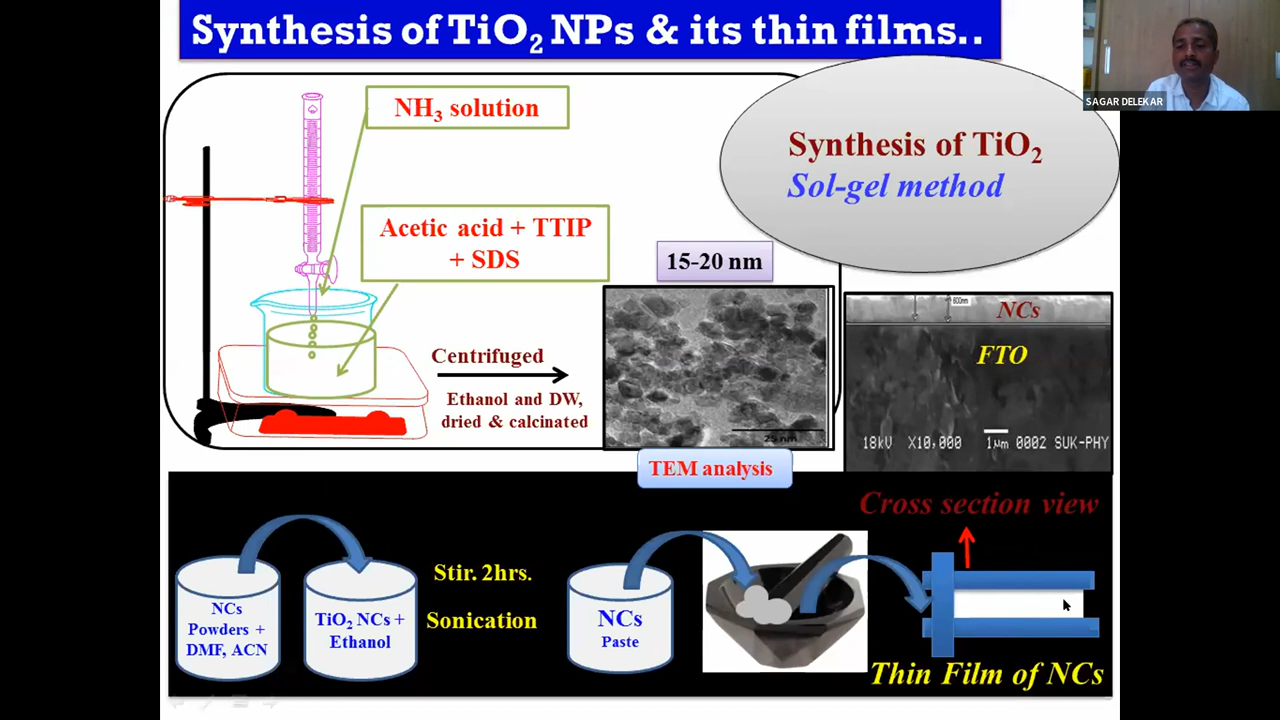 Synthesis of TiO₂ NPs & its thin films..
SAGAR DELEKAR
NH₃ solution
Synthesis of TiO₂
Sol-gel method
Acetic acid + TTIP
+ SDS
15-20 nm
600nm
NCs
FTO
Centrifuged
Ethanol and DW,
dried & calcinated
25 nm
18kV X10,000 1µm 0002 SUK-PHY
TEM analysis
Cross section view
NCs
Powders +
DMF, ACN
TiO₂ NCs +
Ethanol
Stir. 2hrs.
Sonication
NCs
Paste
Thin Film of NCs